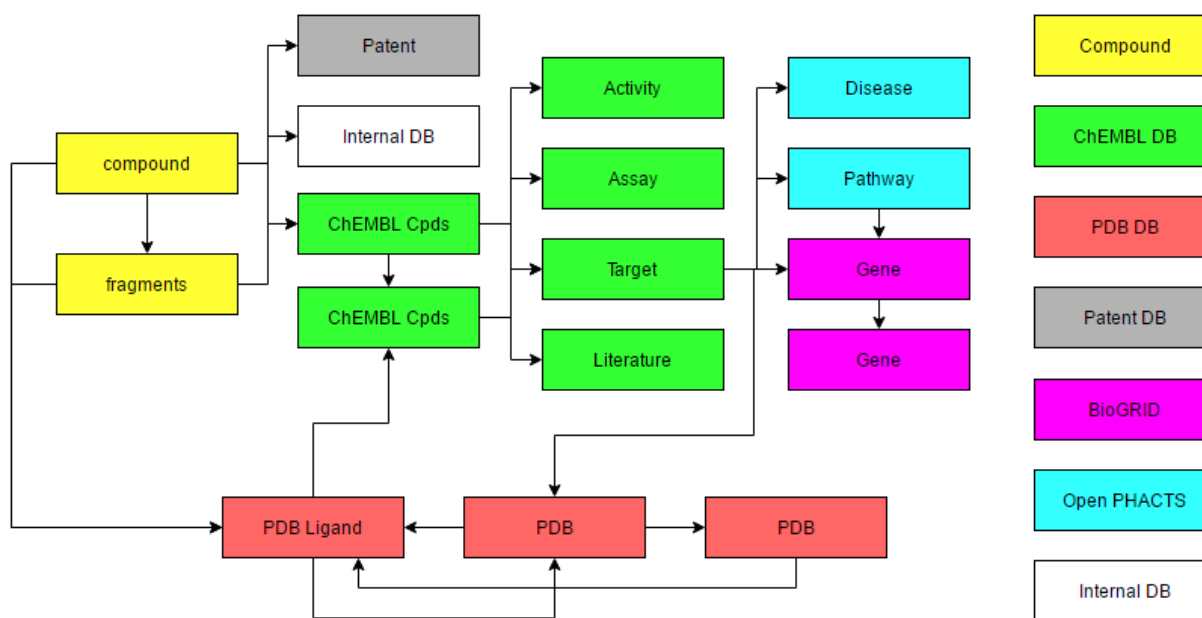 Patent
Internal DB
compound
fragments
ChEMBL Cpds
ChEMBL Cpds
Activity
Assay
Target
Literature
Disease
Pathway
Gene
Gene
PDB Ligand
PDB
PDB
Compound
ChEMBL DB
PDB DB
Patent DB
BioGRID
Open PHACTS
Internal DB